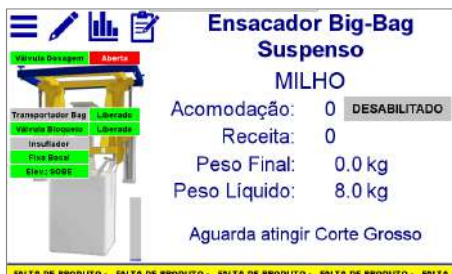 Ensacador Big-Bag
Suspenso
MILHO
Válvula Dosagem Aberta
Transportador Bag Liberado
Válvula Bloqueio Liberada
Insuflador
Fixa Bocal
Elev.: SOBE
Acomodação: 0 DESABILITADO
Receita: 0
Peso Final: 0.0 kg
Peso Líquido: 8.0 kg
Aguarda atingir Corte Grosso
FALTA DE PRODUTO - FALTA DE PRODUTO - FALTA DE PRODUTO - FALTA DE PRODUTO - FALTA